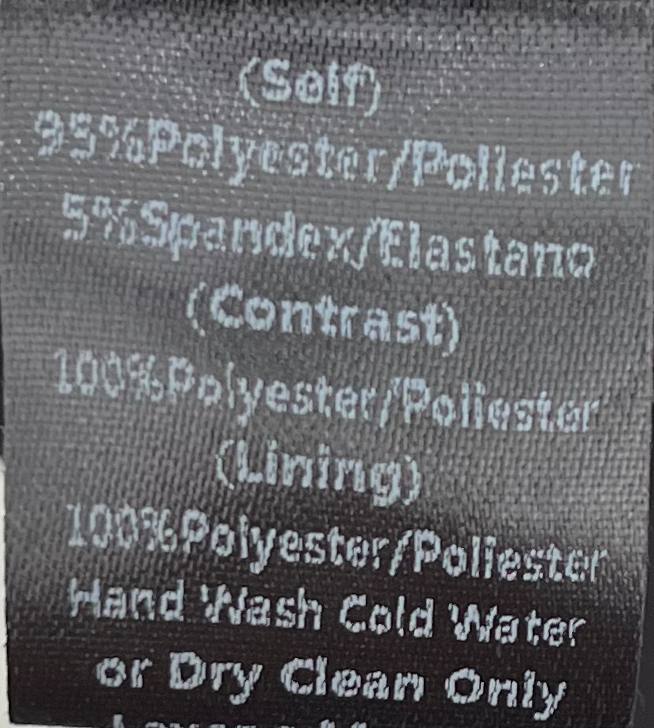 (Self)
95%Polyester/Poliester
5%Spandex/Elastano
(Contrast)
100%Polyester/Poliester
(Lining)
100%Polyester/Poliester
Hand Wash Cold Water
or Dry Clean Only